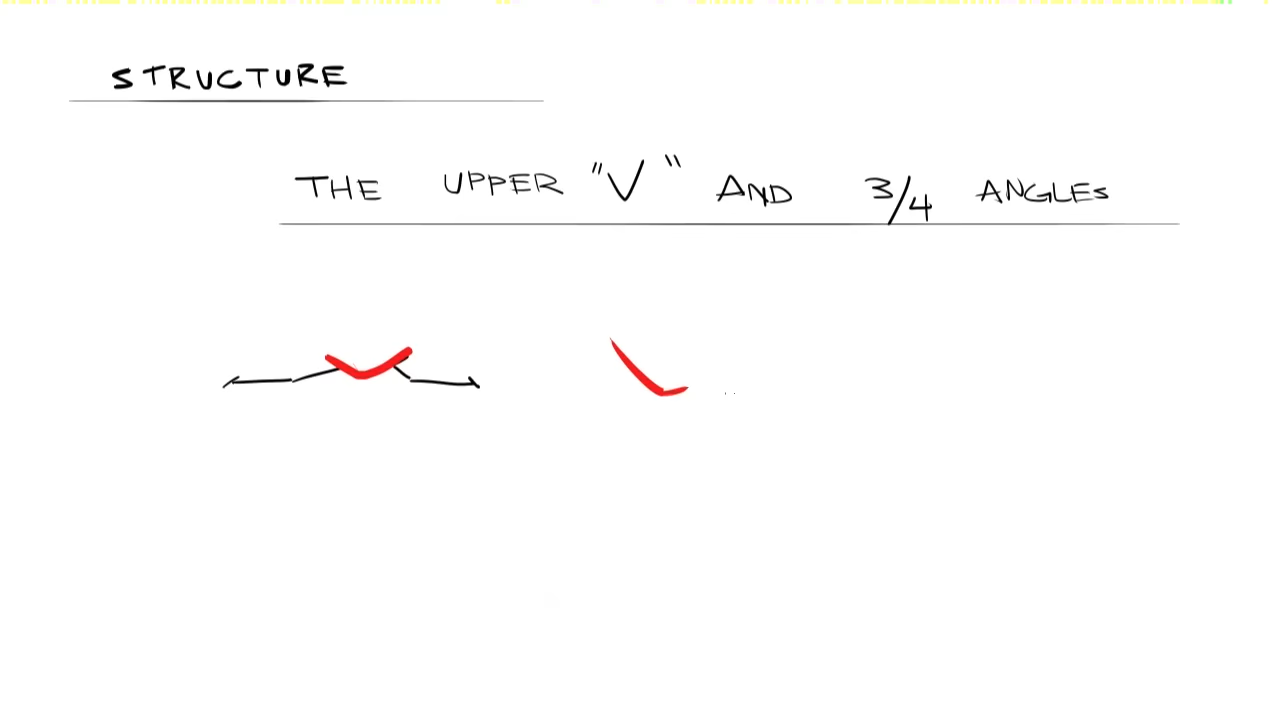 STRUCTURE
THE UPPER "V" AND 3/4 ANGLES